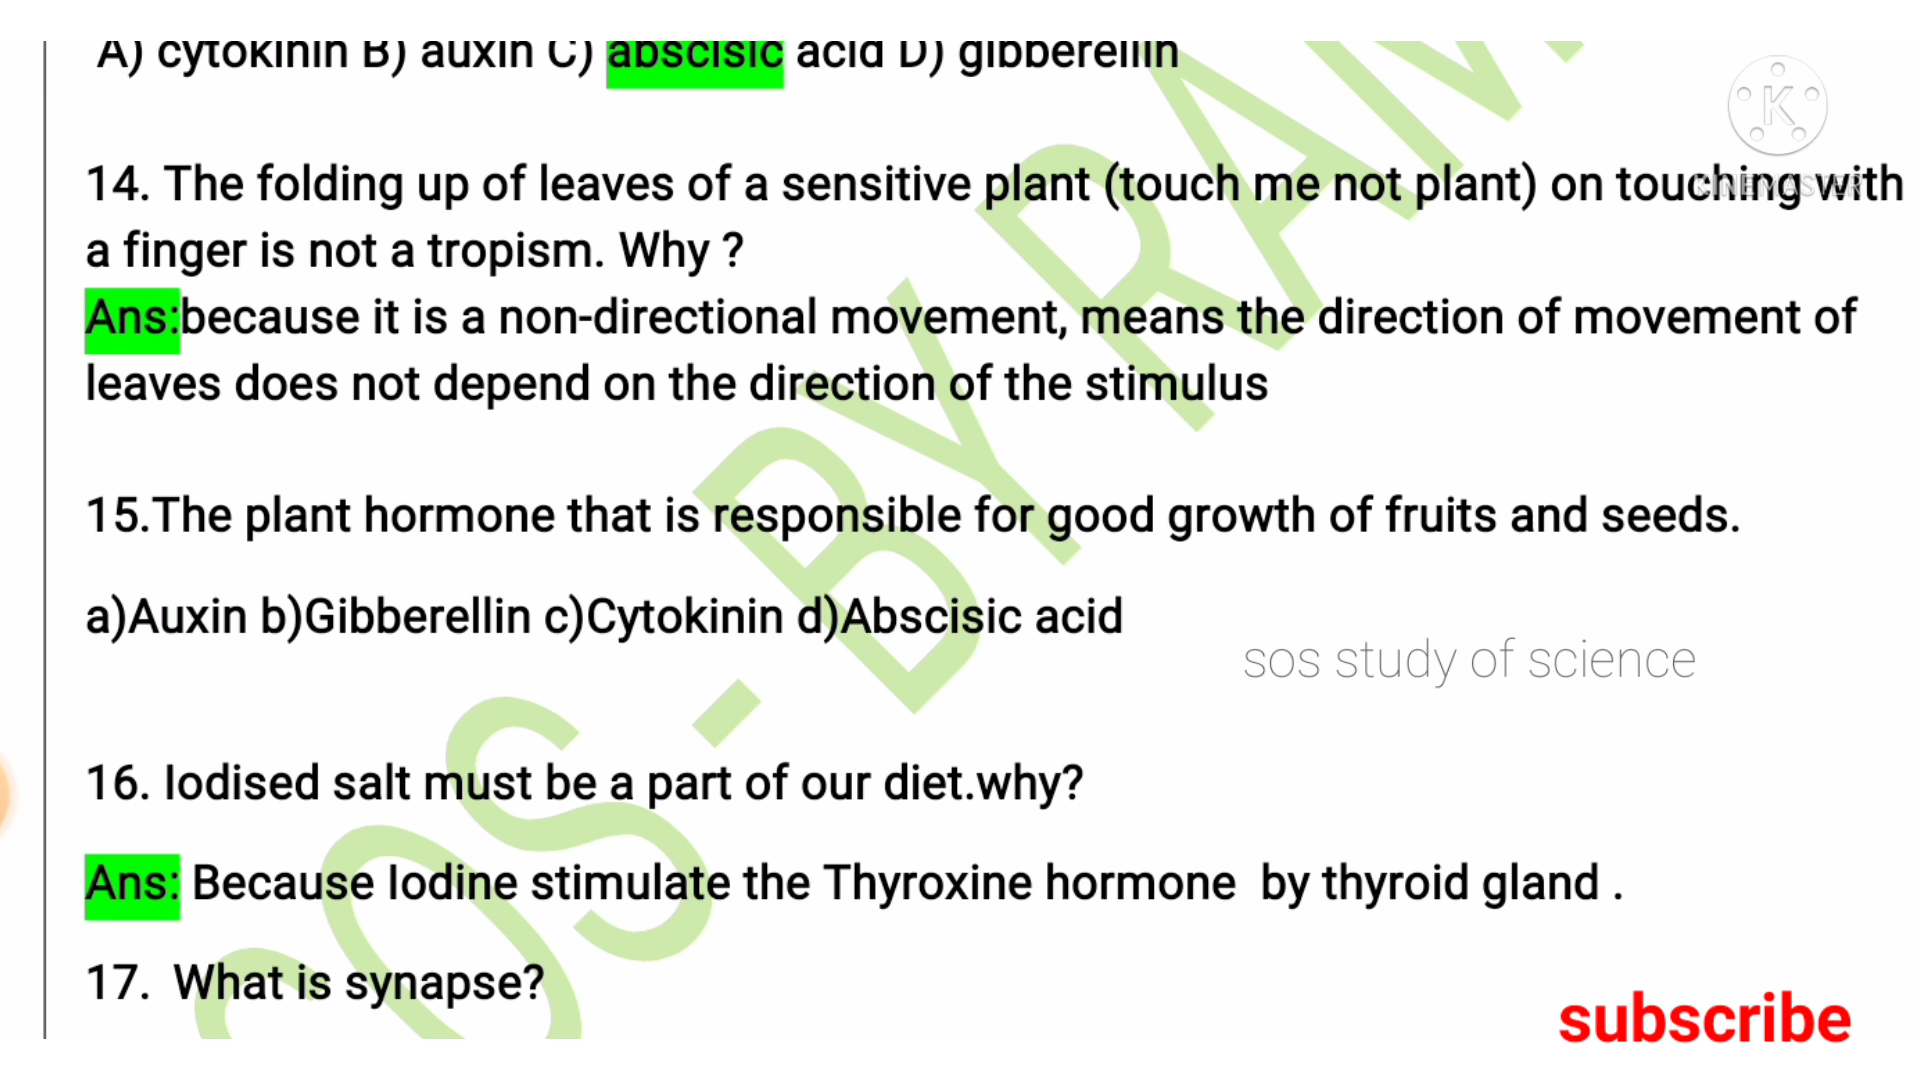 A) cytokinin B) auxin C) abscisic acid D) gibberellin
K
KINEMASTER
14. The folding up of leaves of a sensitive plant (touch me not plant) on touching with
a finger is not a tropism. Why ?
Ans:because it is a non-directional movement, means the direction of movement of
leaves does not depend on the direction of the stimulus
15.The plant hormone that is responsible for good growth of fruits and seeds.
a)Auxin b)Gibberellin c)Cytokinin d)Abscisic acid
sos study of science
16. Iodised salt must be a part of our diet.why?
Ans: Because Iodine stimulate the Thyroxine hormone by thyroid gland .
17. What is synapse?
subscribe
SOS - BY RAM